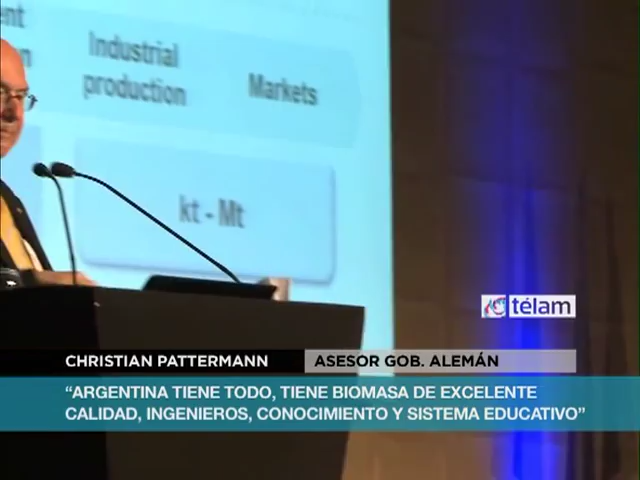 nt
n
Industrial
production
Markets
kt - Mt
télam
CHRISTIAN PATTERMANN
ASESOR GOB. ALEMÁN
“ARGENTINA TIENE TODO, TIENE BIOMASA DE EXCELENTE
CALIDAD, INGENIEROS, CONOCIMIENTO Y SISTEMA EDUCATIVO”